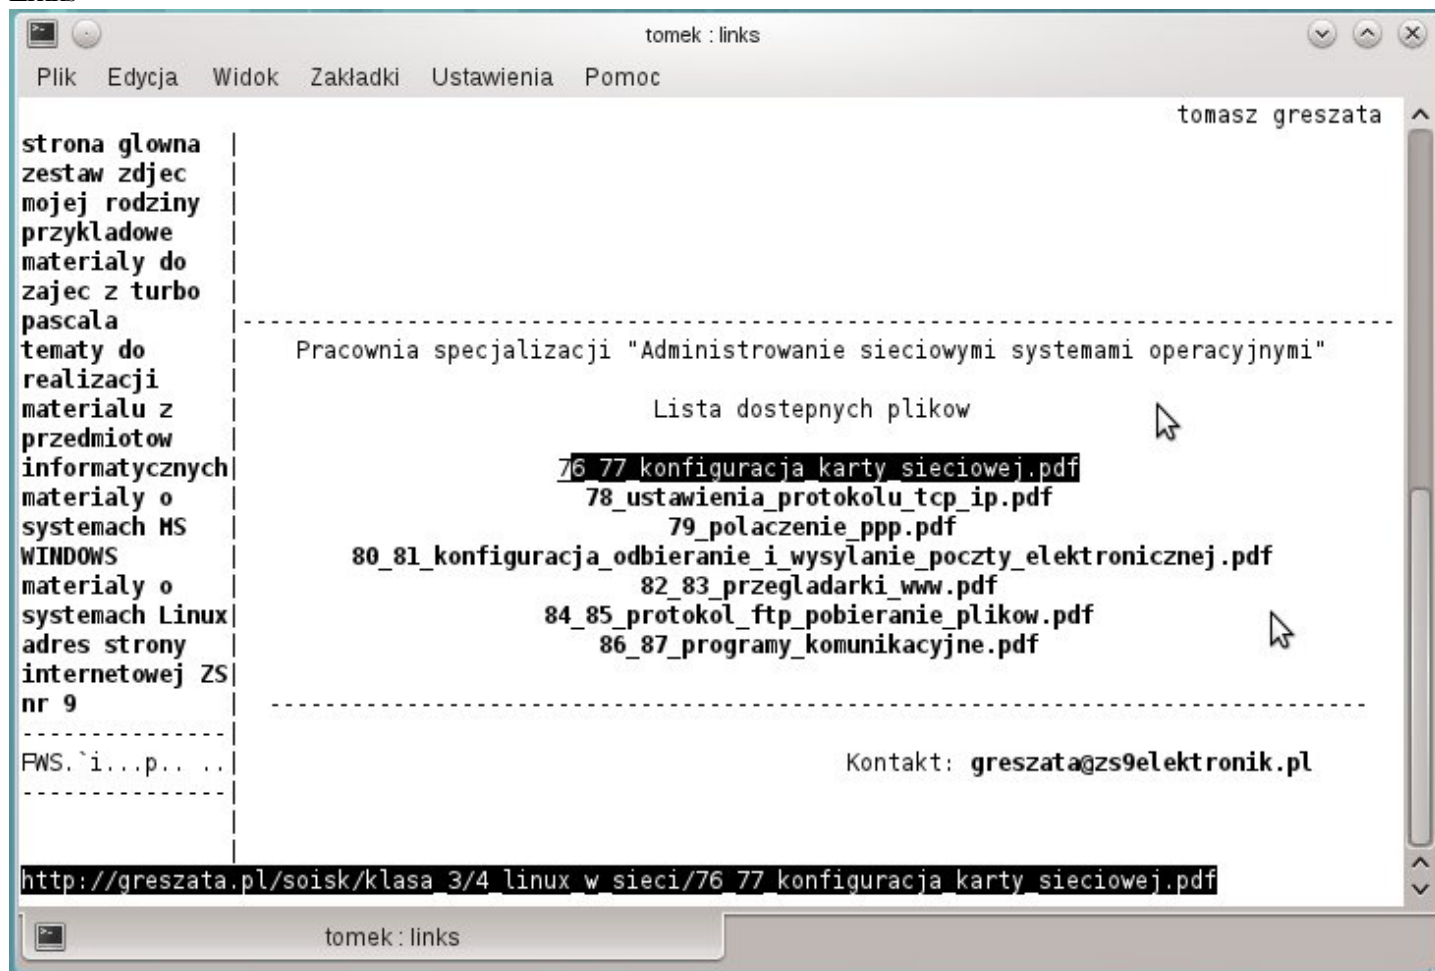 tomek : links
Plik Edycja Widok Zakładki Ustawienia Pomoc
tomasz greszata
strona glowna
zestaw zdjec
mojej rodziny
przykladowe
materialy do
zajec z turbo
pascala
tematy do
realizacji
materialu z
przedmiotow
informatycznych
materialy o
systemach MS
WINDOWS
materialy o
systemach Linux
adres strony
internetowej ZS
nr 9
Pracownia specjalizacji "Administrowanie sieciowymi systemami operacyjnymi"
Lista dostepnych plikow
76_77_konfiguracja_karty_sieciowej.pdf
78_ustawienia_protokolu_tcp_ip.pdf
79_polaczenie_ppp.pdf
80_81_konfiguracja_odbieranie_i_wysylanie_poczty_elektronicznej.pdf
82_83_przegladarki_www.pdf
84_85_protokol_ftp_pobieranie_plikow.pdf
86_87_programy_komunikacyjne.pdf
Kontakt: greszata@zs9elektronik.pl
http://greszata.pl/soisk/klasa_3/4_linux_w_sieci/76_77_konfiguracja_karty_sieciowej.pdf
tomek : links